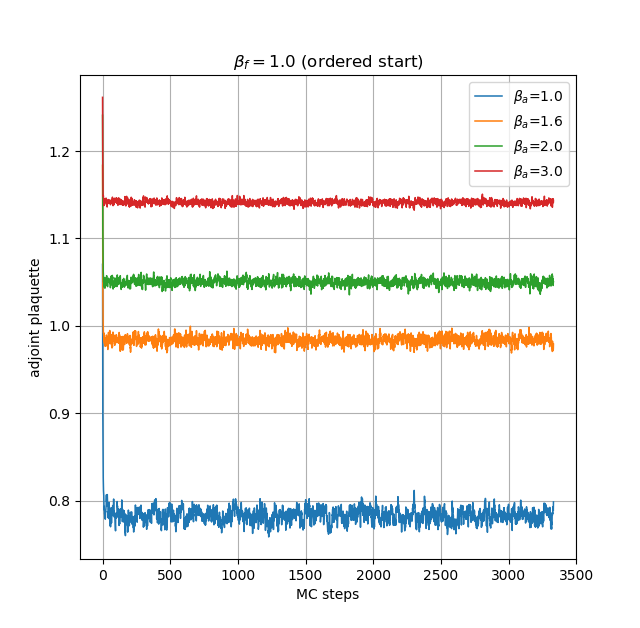 β_f = 1.0 (ordered start)
β_a=1.0
β_a=1.6
β_a=2.0
β_a=3.0
adjoint plaquette
1.2
1.1
1.0
0.9
0.8
0
500
1000
1500
2000
2500
3000
3500
MC steps